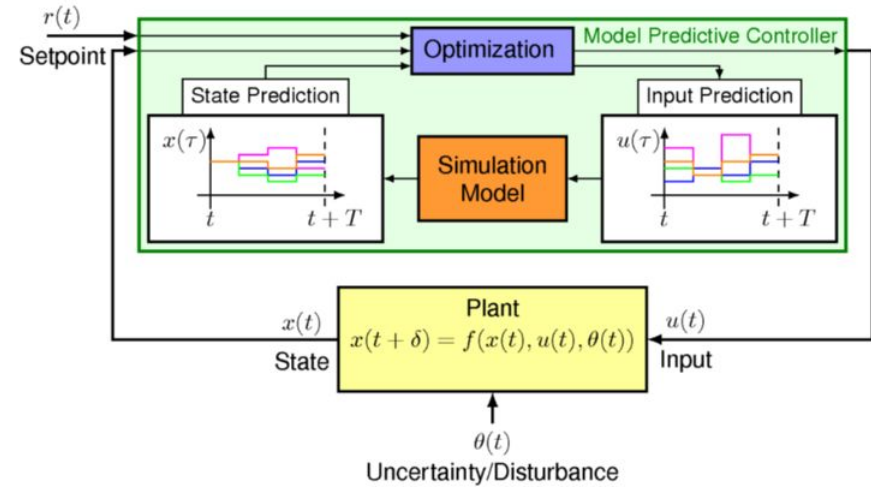 r(t)
Setpoint
Optimization
Model Predictive Controller
State Prediction
Input Prediction
x(τ)
t
t + T
Simulation
Model
u(τ)
t
t + T
Plant
x(t + δ) = f(x(t), u(t), θ(t))
x(t)
State
u(t)
Input
θ(t)
Uncertainty/Disturbance